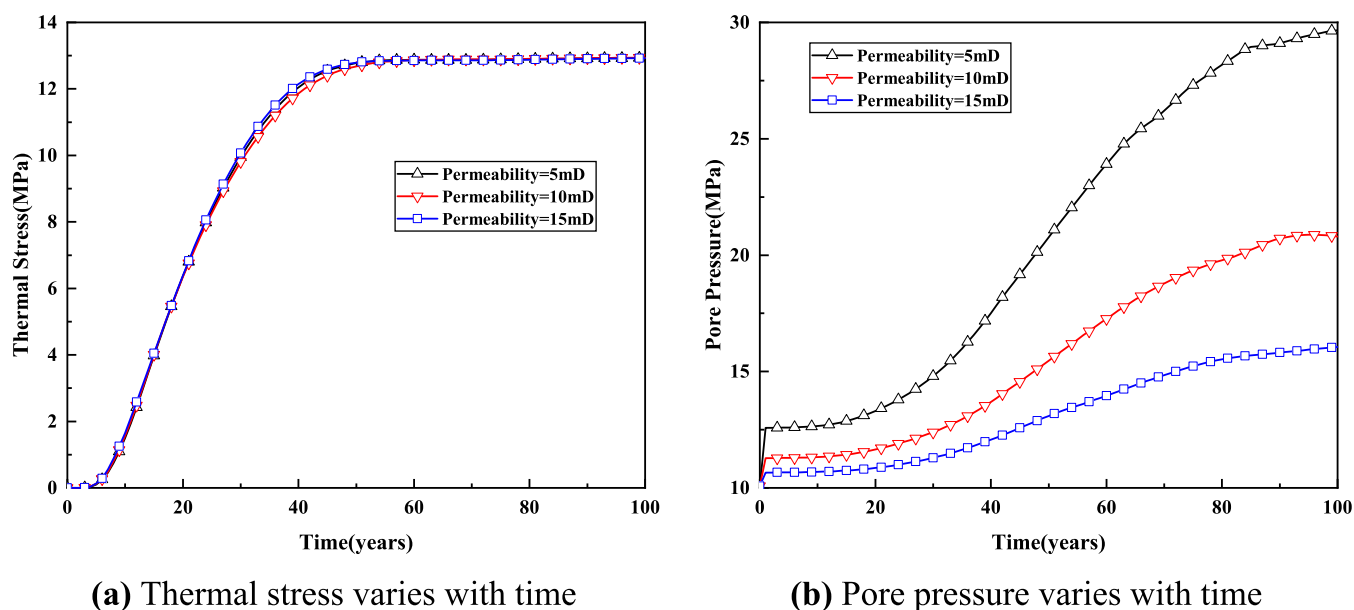 14
12
10
8
6
4
2
0
Thermal Stress(MPa)
Permeability=5mD
Permeability=10mD
Permeability=15mD
0 20 40 60 80 100
Time(years)
(a) Thermal stress varies with time
30
25
20
15
10
Pore Pressure(MPa)
Permeability=5mD
Permeability=10mD
Permeability=15mD
0 20 40 60 80 100
Time(years)
(b) Pore pressure varies with time